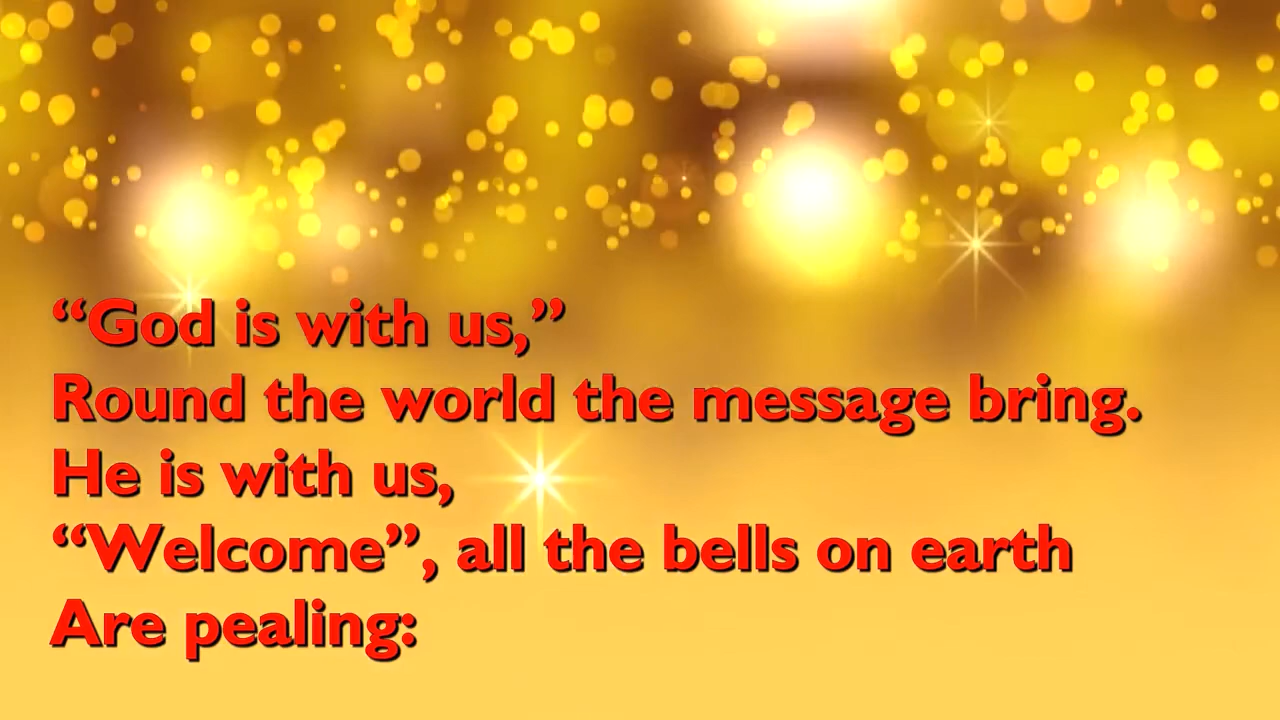 “God is with us,”
Round the world the message bring.
He is with us,
“Welcome”, all the bells on earth
Are pealing: